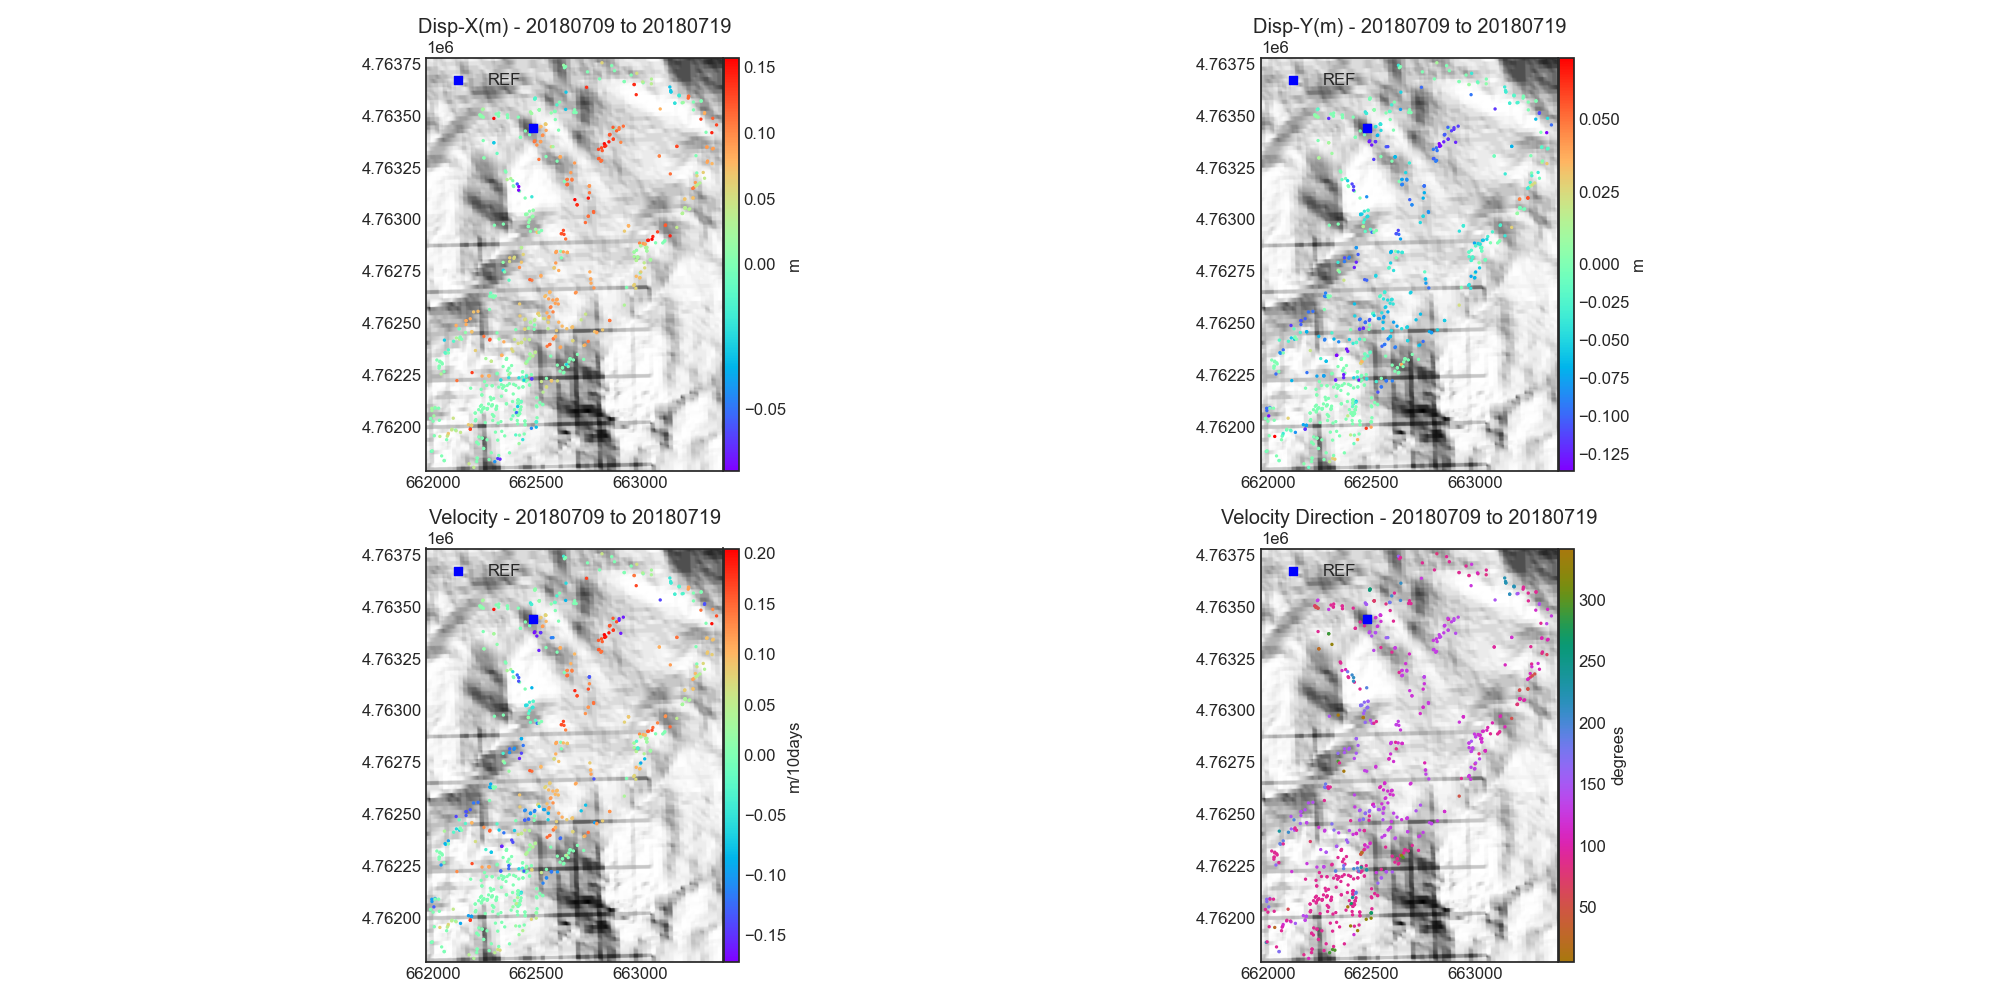 Disp-X(m) - 20180709 to 20180719
1e6
REF
4.76375
4.76350
4.76325
4.76300
4.76275
4.76250
4.76225
4.76200
662000 662500 663000
0.15
0.10
0.05
0.00
−0.05
m
Disp-Y(m) - 20180709 to 20180719
1e6
REF
4.76375
4.76350
4.76325
4.76300
4.76275
4.76250
4.76225
4.76200
662000 662500 663000
0.050
0.025
0.000
−0.025
−0.050
−0.075
−0.100
−0.125
m
Velocity - 20180709 to 20180719
1e6
REF
4.76375
4.76350
4.76325
4.76300
4.76275
4.76250
4.76225
4.76200
662000 662500 663000
0.20
0.15
0.10
0.05
0.00
−0.05
−0.10
−0.15
m/10days
Velocity Direction - 20180709 to 20180719
1e6
REF
4.76375
4.76350
4.76325
4.76300
4.76275
4.76250
4.76225
4.76200
662000 662500 663000
300
250
200
150
100
50
degrees